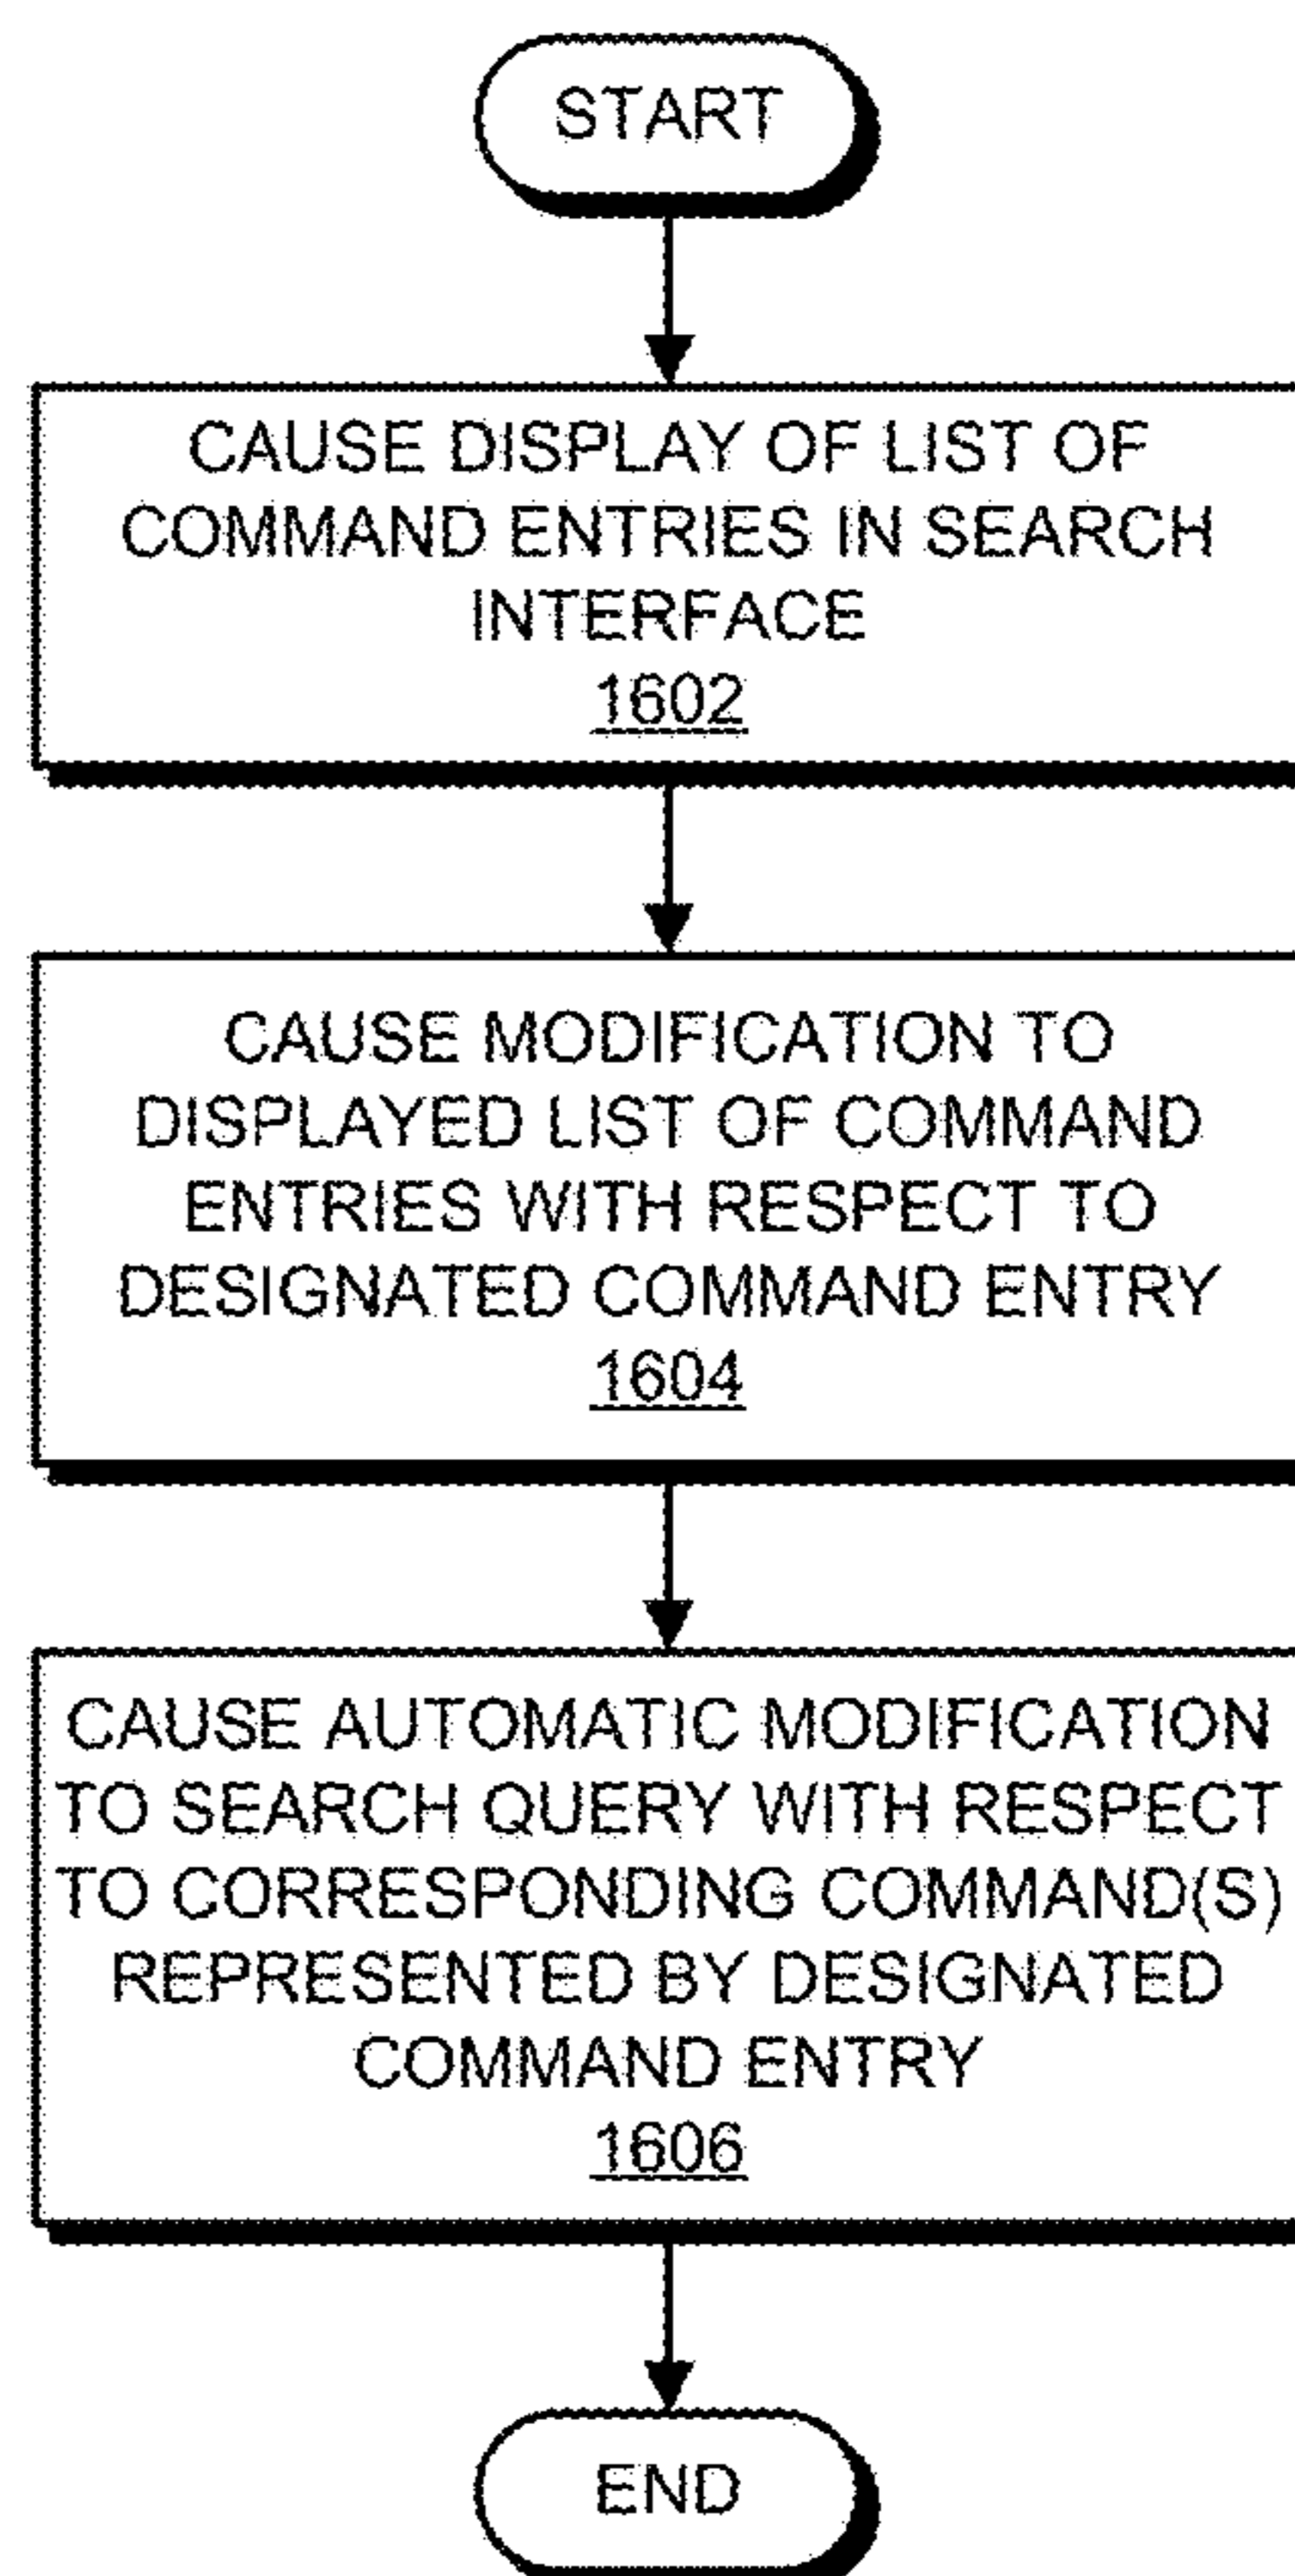 START
CAUSE DISPLAY OF LIST OF
COMMAND ENTRIES IN SEARCH
INTERFACE
1602
CAUSE MODIFICATION TO
DISPLAYED LIST OF COMMAND
ENTRIES WITH RESPECT TO
DESIGNATED COMMAND ENTRY
1604
CAUSE AUTOMATIC MODIFICATION
TO SEARCH QUERY WITH RESPECT
TO CORRESPONDING COMMAND(S)
REPRESENTED BY DESIGNATED
COMMAND ENTRY
1606
END